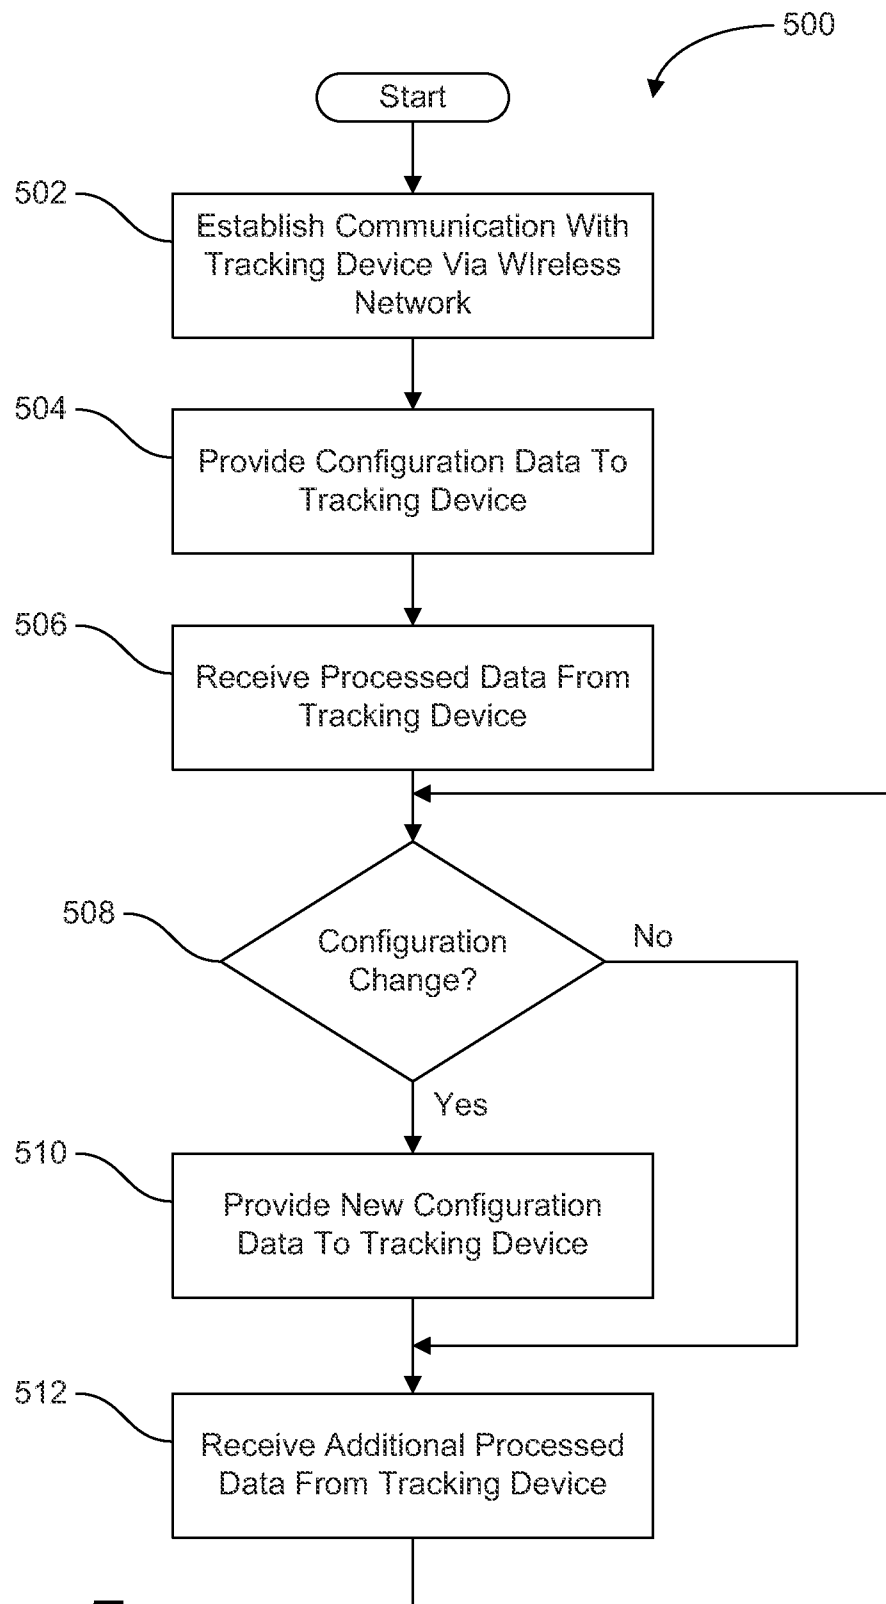 500
Start
502
Establish Communication With
Tracking Device Via WIreless
Network
504
Provide Configuration Data To
Tracking Device
506
Receive Processed Data From
Tracking Device
508
Configuration
Change?
No
Yes
510
Provide New Configuration
Data To Tracking Device
512
Receive Additional Processed
Data From Tracking Device